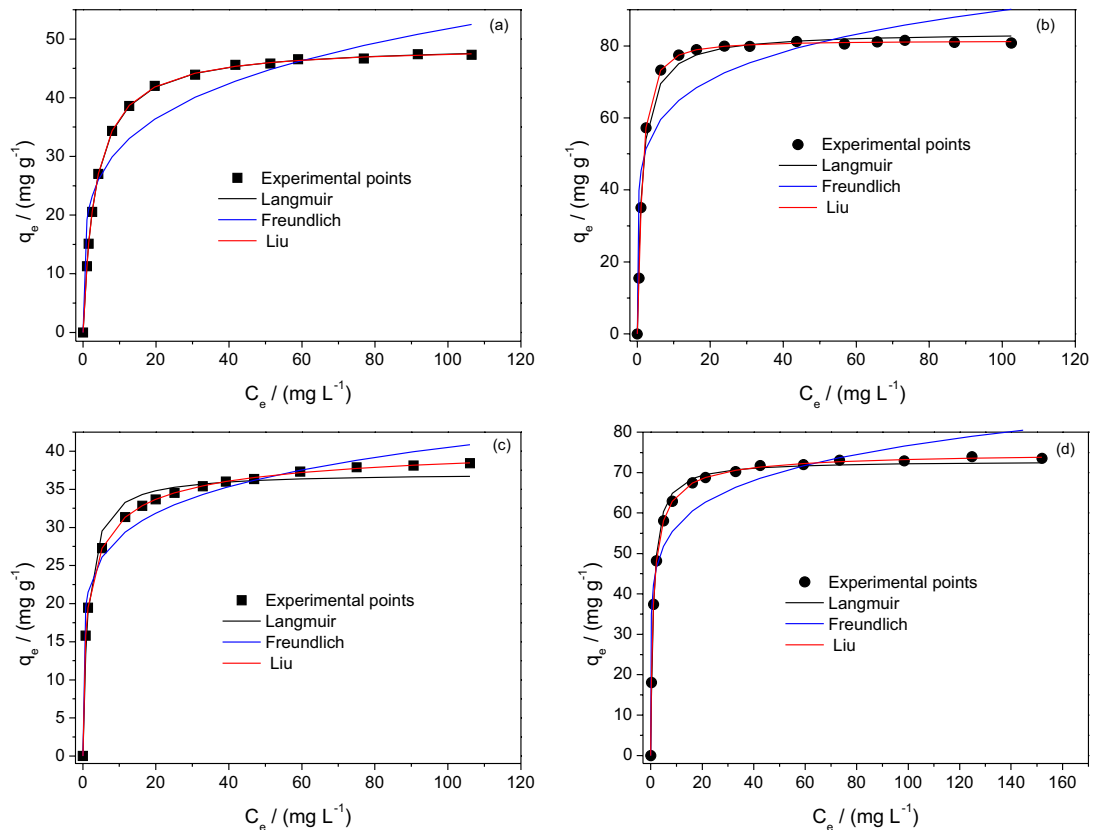 (a)
q_e / (mg g^-1)
50
40
30
20
10
0
Experimental points
Langmuir
Freundlich
Liu
0 20 40 60 80 100 120
C_e / (mg L^-1)
(b)
q_e / (mg g^-1)
80
60
40
20
0
Experimental points
Langmuir
Freundlich
Liu
0 20 40 60 80 100 120
C_e / (mg L^-1)
(c)
q_e / (mg g^-1)
40
35
30
25
20
15
10
5
0
Experimental points
Langmuir
Freundlich
Liu
0 20 40 60 80 100 120
C_e / (mg L^-1)
(d)
q_e / (mg g^-1)
80
70
60
50
40
30
20
10
0
Experimental points
Langmuir
Freundlich
Liu
0 20 40 60 80 100 120 140 160
C_e / (mg L^-1)